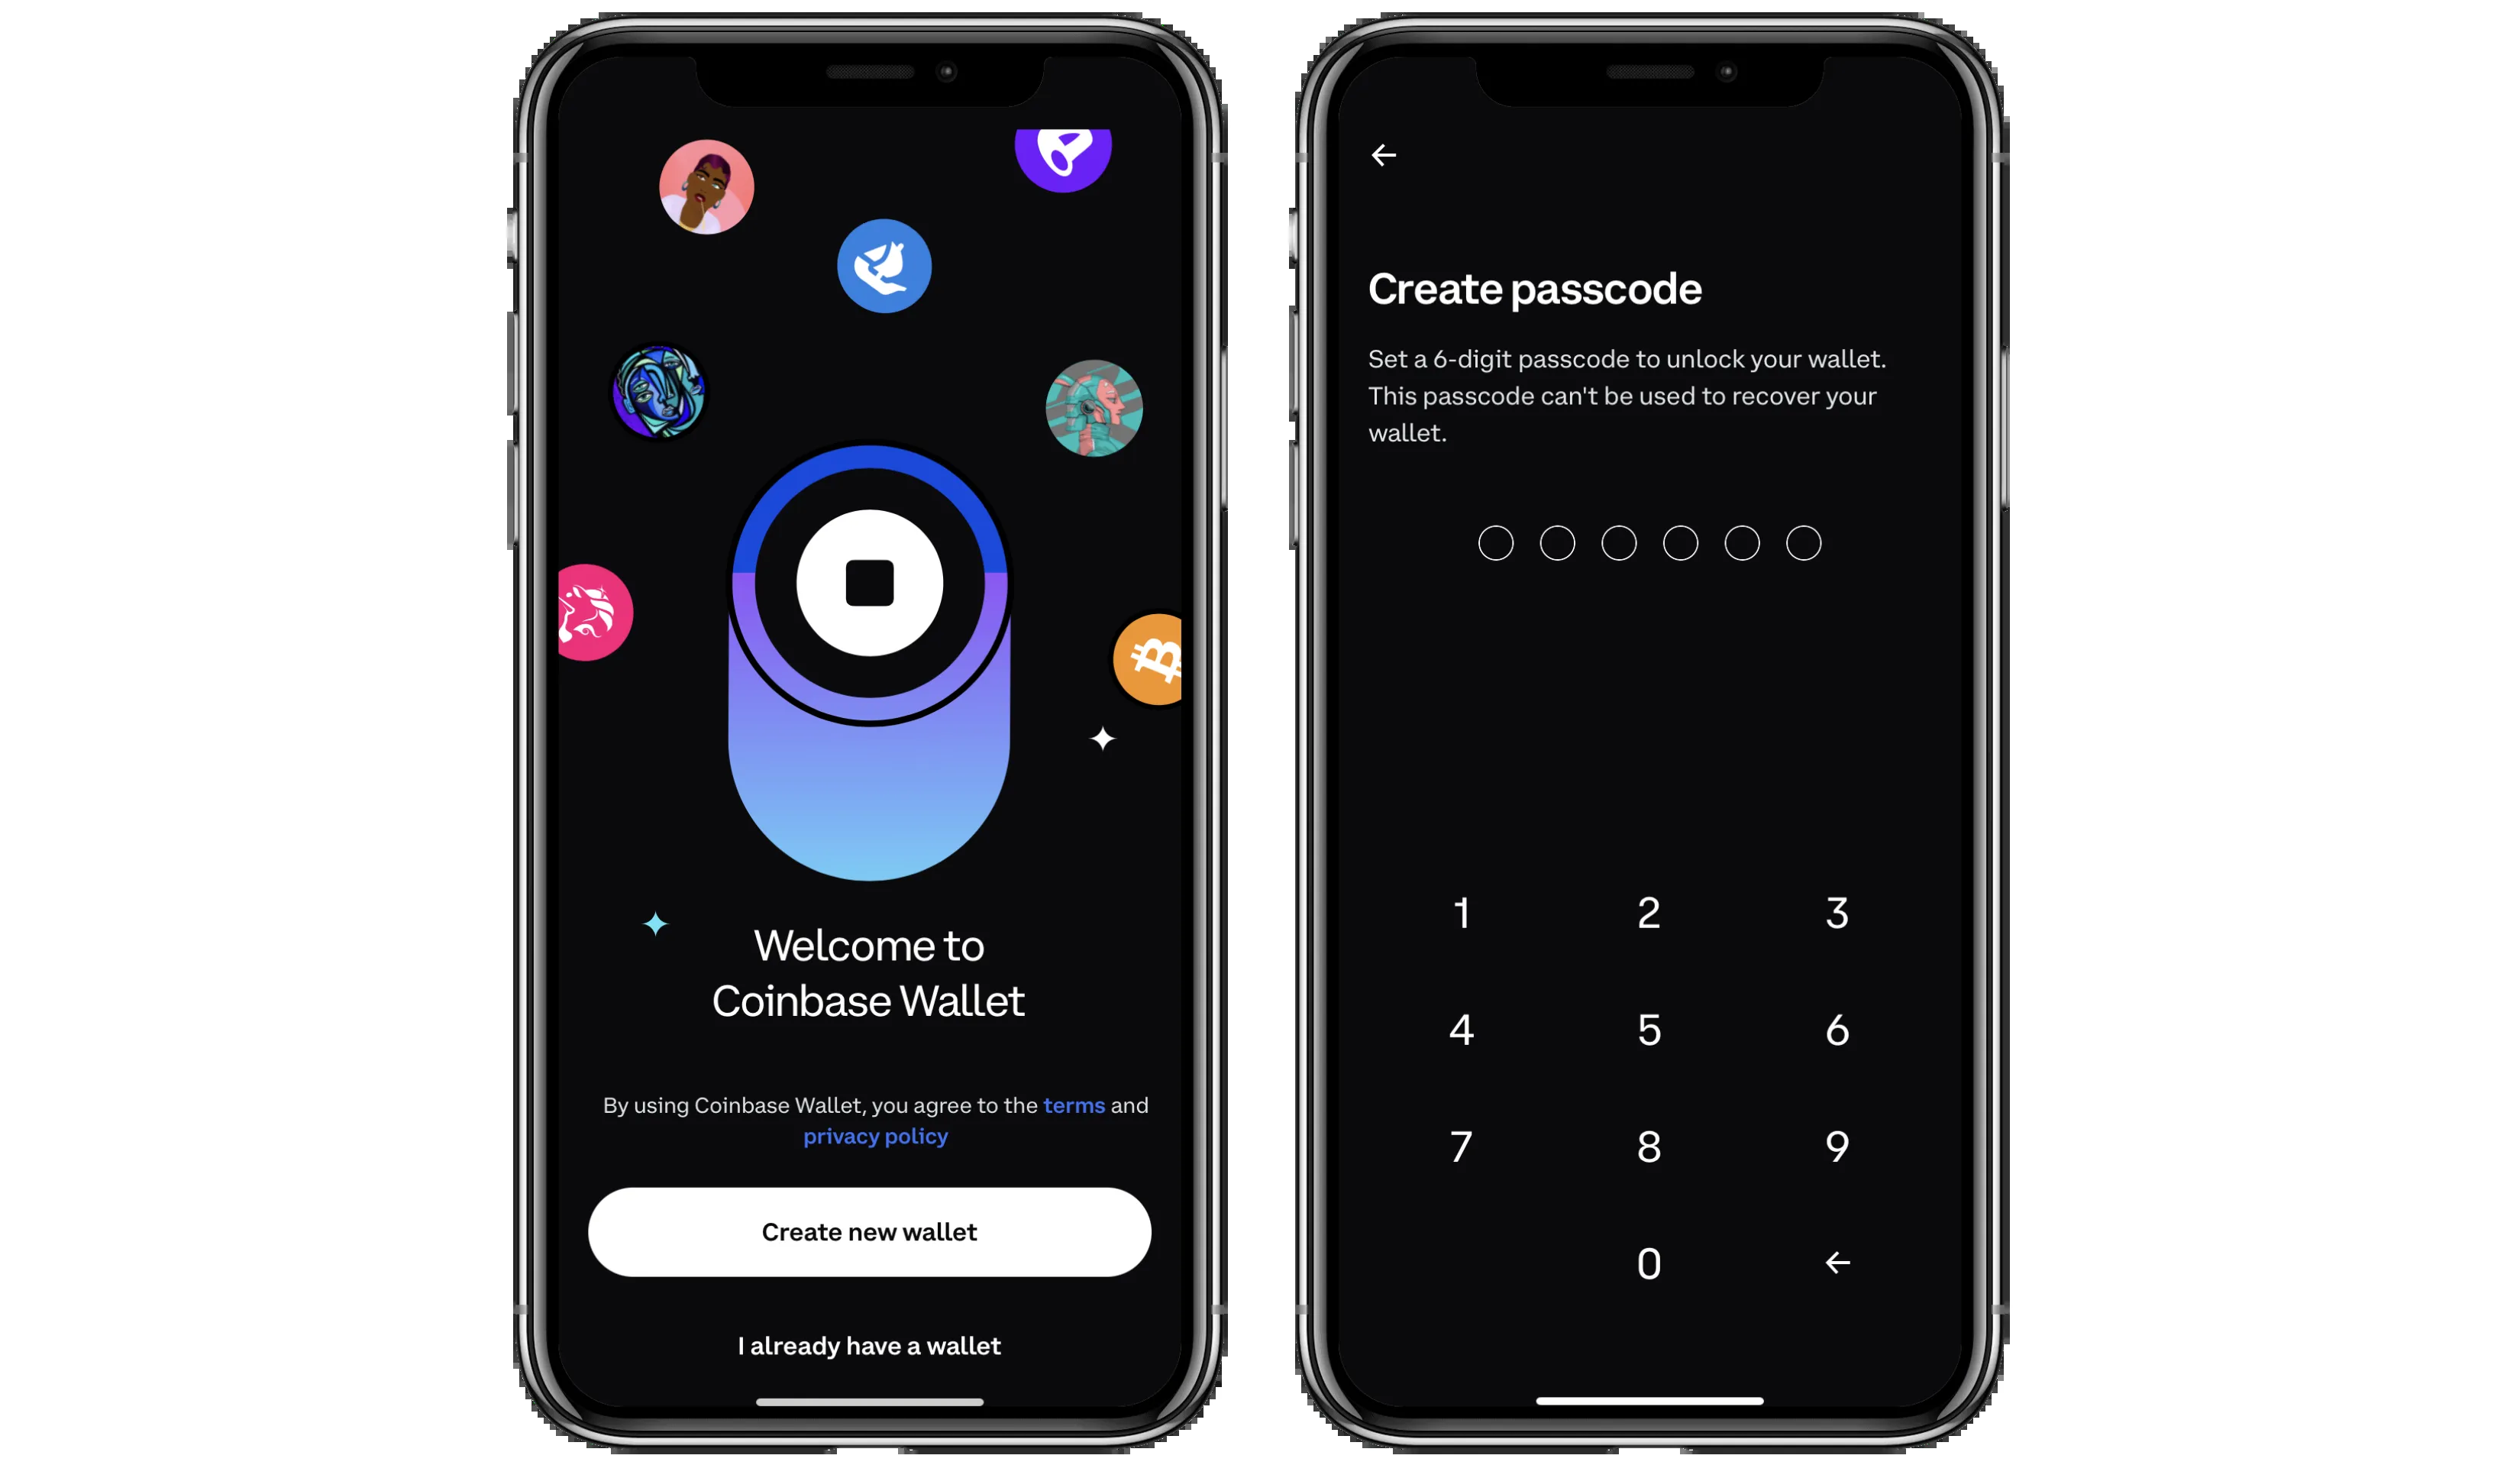 Welcome to
Coinbase Wallet
By using Coinbase Wallet, you agree to the terms and
privacy policy
Create new wallet
I already have a wallet
Create passcode
Set a 6-digit passcode to unlock your wallet.
This passcode can't be used to recover your
wallet.
1 2 3
4 5 6
7 8 9
0